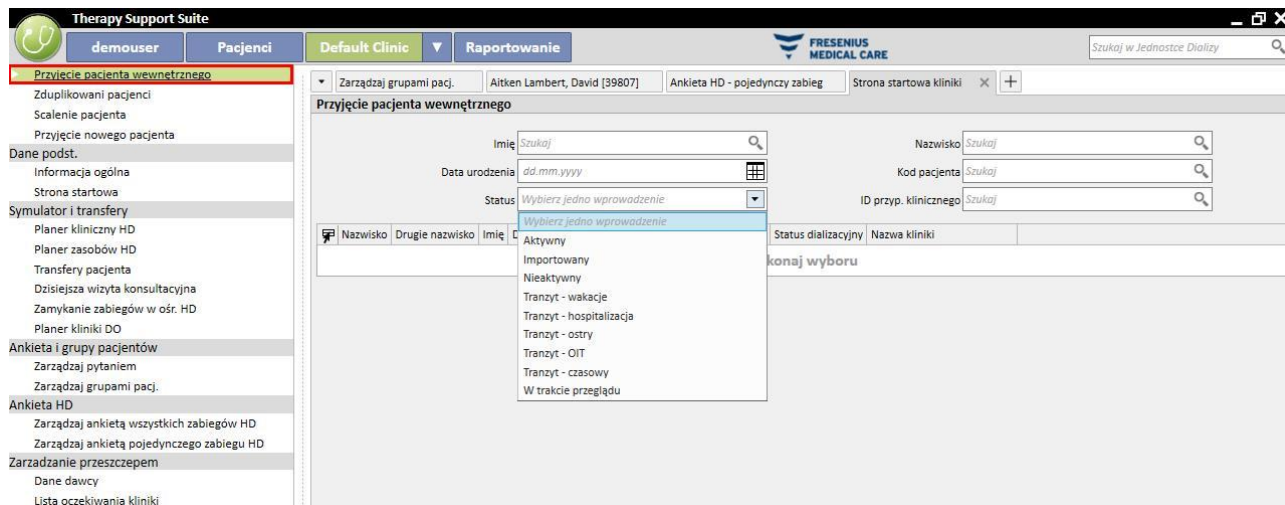 Therapy Support Suite
demouser Pacjenci Default Clinic Raportowanie FRESENIUS MEDICAL CARE Szukaj w Jednostce Dializy
Przyjęcie pacjenta wewnętrznego
Zduplikowani pacjenci
Scalenie pacjenta
Przyjęcie nowego pacjenta
Dane podst.
Informacja ogólna
Strona startowa
Symulator i transfery
Planer kliniczny HD
Planer zasobów HD
Transfery pacjenta
Dzisiejsza wizyta konsultacyjna
Zamykanie zabiegów w ośr. HD
Planer kliniki DO
Ankieta i grupy pacjentów
Zarządzaj pytaniem
Zarządzaj grupami pacj.
Ankieta HD
Zarządzaj ankietą wszystkich zabiegów HD
Zarządzaj ankietą pojedynczego zabiegu HD
Zarzadzanie przeszczepem
Dane dawcy
Lista oczekiwania kliniki
Zarządzaj grupami pacj. Aitken Lambert, David [39807] Ankieta HD - pojedynczy zabieg Strona startowa kliniki
Przyjęcie pacjenta wewnętrznego
Imię Szukaj Nazwisko Szukaj
Data urodzenia dd.mm.yyyy Kod pacjenta Szukaj
Status Wybierz jedno wprowadzenie ID przyp. klinicznego Szukaj
Nazwisko Drugie nazwisko Imię Status dializacyjny Nazwa kliniki
wyboru
Wybierz jedno wprowadzenie
Aktywny
Importowany
Nieaktywny
Tranzyt - wakacje
Tranzyt - hospitalizacja
Tranzyt - ostry
Tranzyt - OIT
Tranzyt - czasowy
W trakcie przeglądu